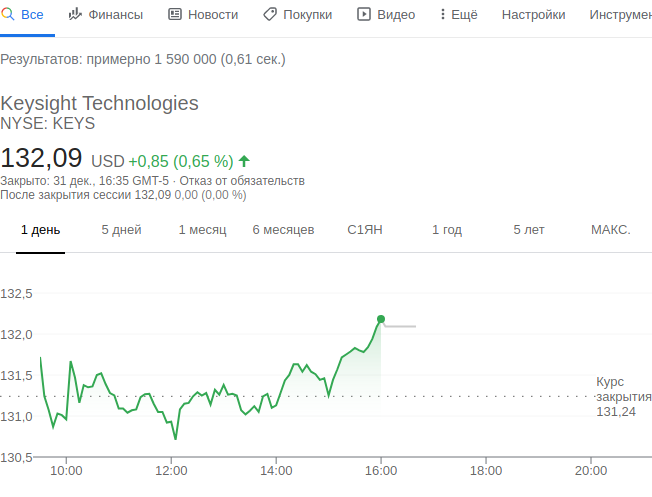 Все Финансы Новости Покупки Видео Ещё Настройки Инструмен
Результатов: примерно 1 590 000 (0,61 сек.)
Keysight Technologies
NYSE: KEYS
132,09 USD +0,85 (0,65 %)
Закрыто: 31 дек., 16:35 GMT-5 · Отказ от обязательств
После закрытия сессии 132,09 0,00 (0,00 %)
1 день 5 дней 1 месяц 6 месяцев С1ЯН 1 год 5 лет МАКС.
132,5
132,0
131,5
131,0
130,5
Курс
закрытия
131,24
10:00 12:00 14:00 16:00 18:00 20:00